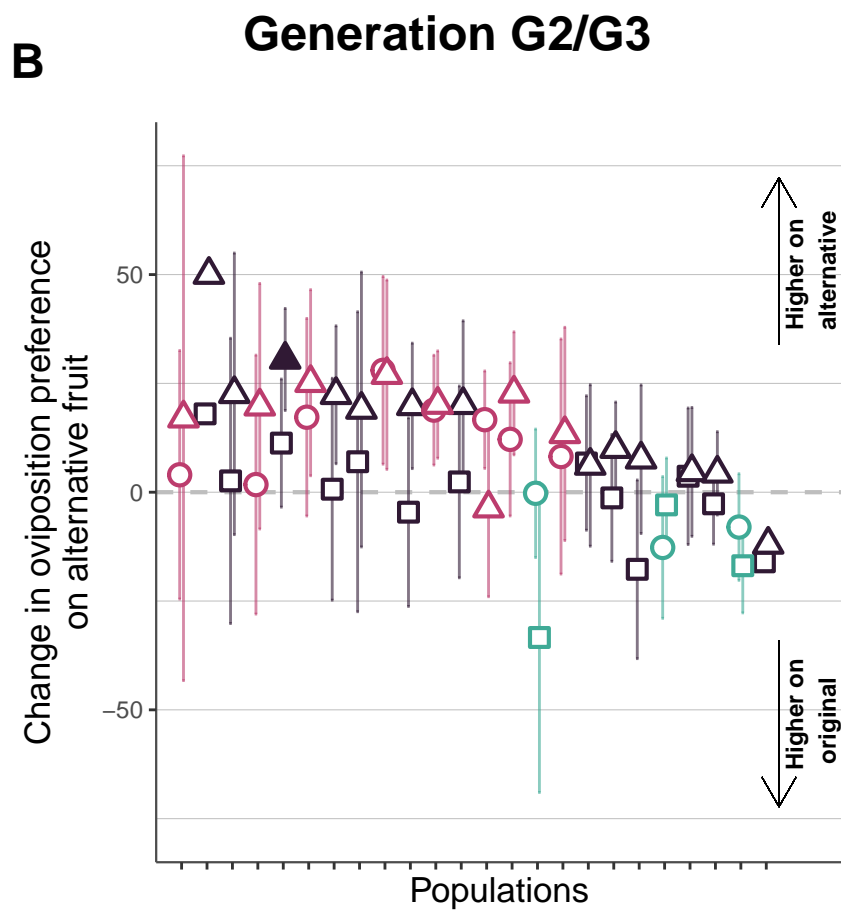 Generation G2/G3
B
Change in oviposition preference
on alternative fruit
50
0
−50
Higher on
alternative
Higher on
original
Populations